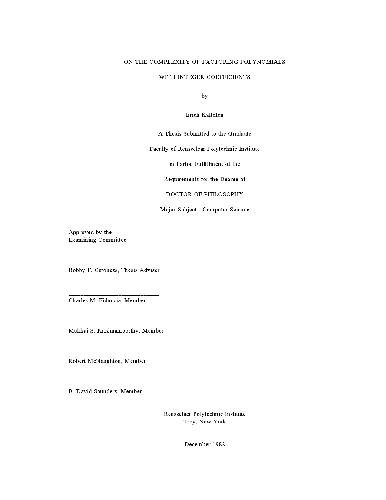 ON THE COMPLEXITY OF FACTORING POLYNOMIALS
WITH INTEGER COEFFICIENTS
by
Erich Kaltofen
A Thesis Submitted to the Graduate
Faculty of Rensselaer Polytechnic Institute
in Partial Fulfillment of the
Requirements for the Degree of
DOCTOR OF PHILOSOPHY
Major Subject: Computer Science
Approved by the
Examining Committee
Bobby F. Caviness, Thesis Adviser
Charles M. Member
S. Krishnamoorthy, Member
Robert McNaughton, Member
B. David Saunders, Member
Rensselaer Polytechnic Institute
Troy, New York
December 1982